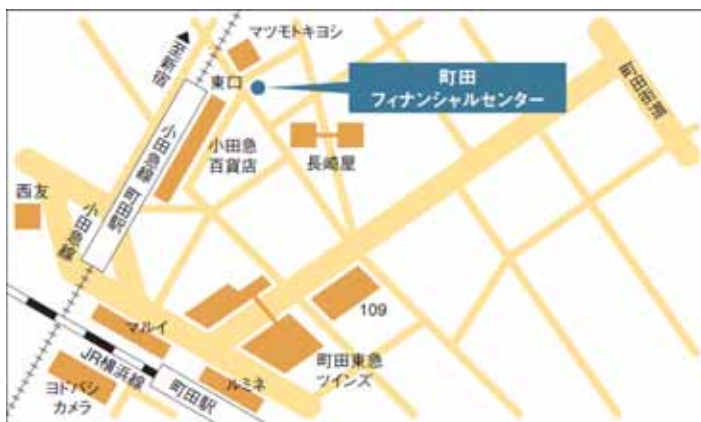 マツモトキヨシ
至新宿
東口
町田
フィナンシャルセンター
町田街道
小田急線 町田駅
小田急
百貨店
長崎屋
西友
小田急線
109
マルイ
町田東急
ツインズ
JR横浜線
町田駅
ルミネ
ヨドバシ
カメラ